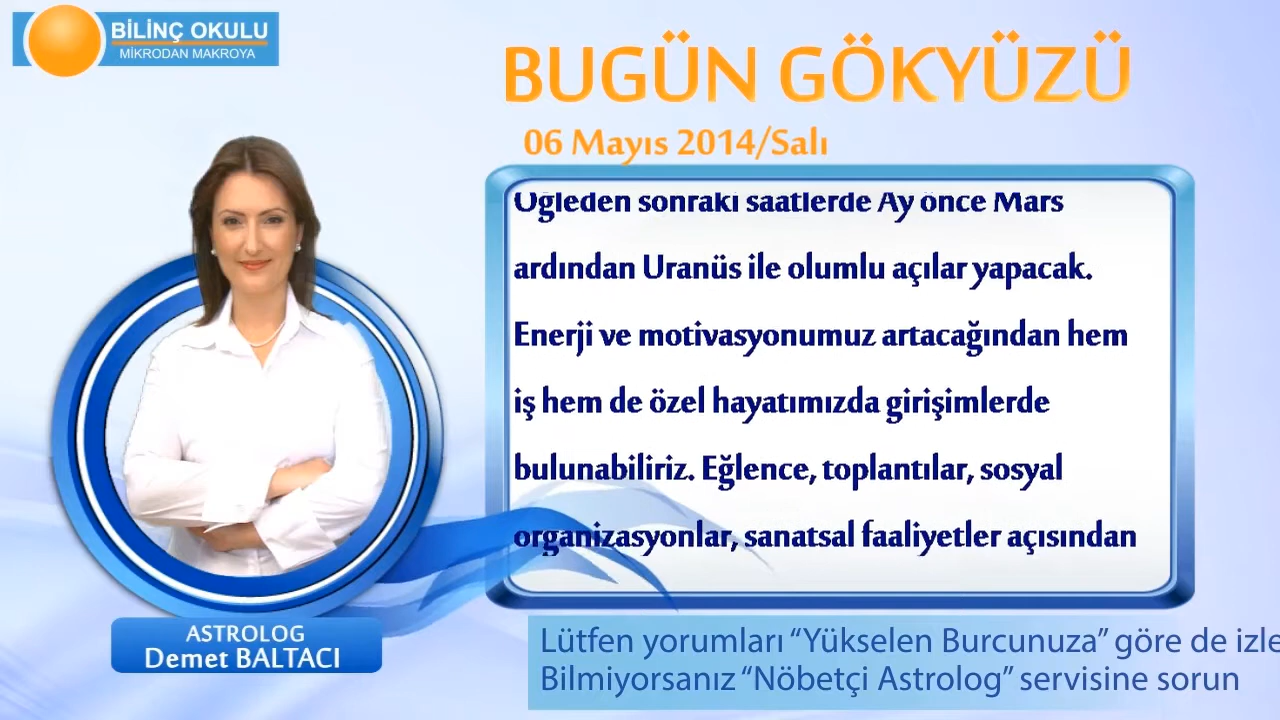 BİLİNÇ OKULU
MİKRODAN MAKROYA
BUGÜN GÖKYÜZÜ
06 Mayıs 2014/Salı
Öğleden sonraki saatlerde Ay önce Mars
ardından Uranüs ile olumlu açılar yapacak.
Enerji ve motivasyonumuz artacağından hem
iş hem de özel hayatımızda girişimlerde
bulunabiliriz. Eğlence, toplantılar, sosyal
organizasyonlar, sanatsal faaliyetler açısından
ASTROLOG
Demet BALTACI
Lütfen yorumları “Yükselen Burcunuza” göre de izle
Bilmiyorsanız “Nöbetçi Astrolog” servisine sorun